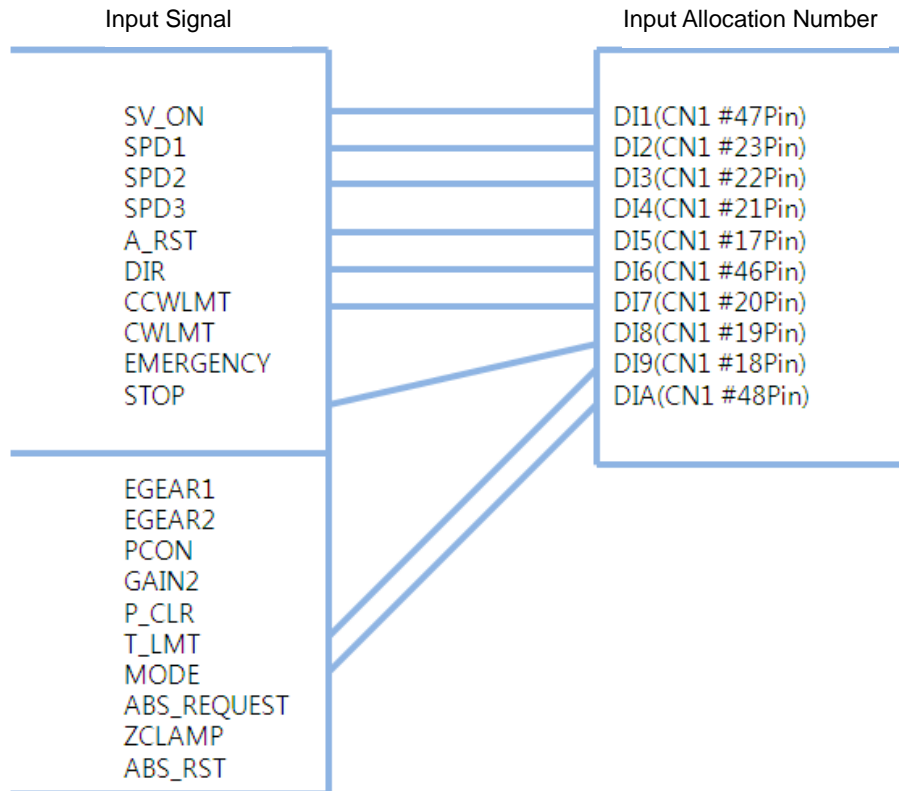 Input Signal
Input Allocation Number
SV_ON
SPD1
SPD2
SPD3
A_RST
DIR
CCWLMT
CWLMT
EMERGENCY
STOP
EGEAR1
EGEAR2
PCON
GAIN2
P_CLR
T_LMT
MODE
ABS_REQUEST
ZCLAMP
ABS_RST
DI1(CN1 #47Pin)
DI2(CN1 #23Pin)
DI3(CN1 #22Pin)
DI4(CN1 #21Pin)
DI5(CN1 #17Pin)
DI6(CN1 #46Pin)
DI7(CN1 #20Pin)
DI8(CN1 #19Pin)
DI9(CN1 #18Pin)
DIA(CN1 #48Pin)